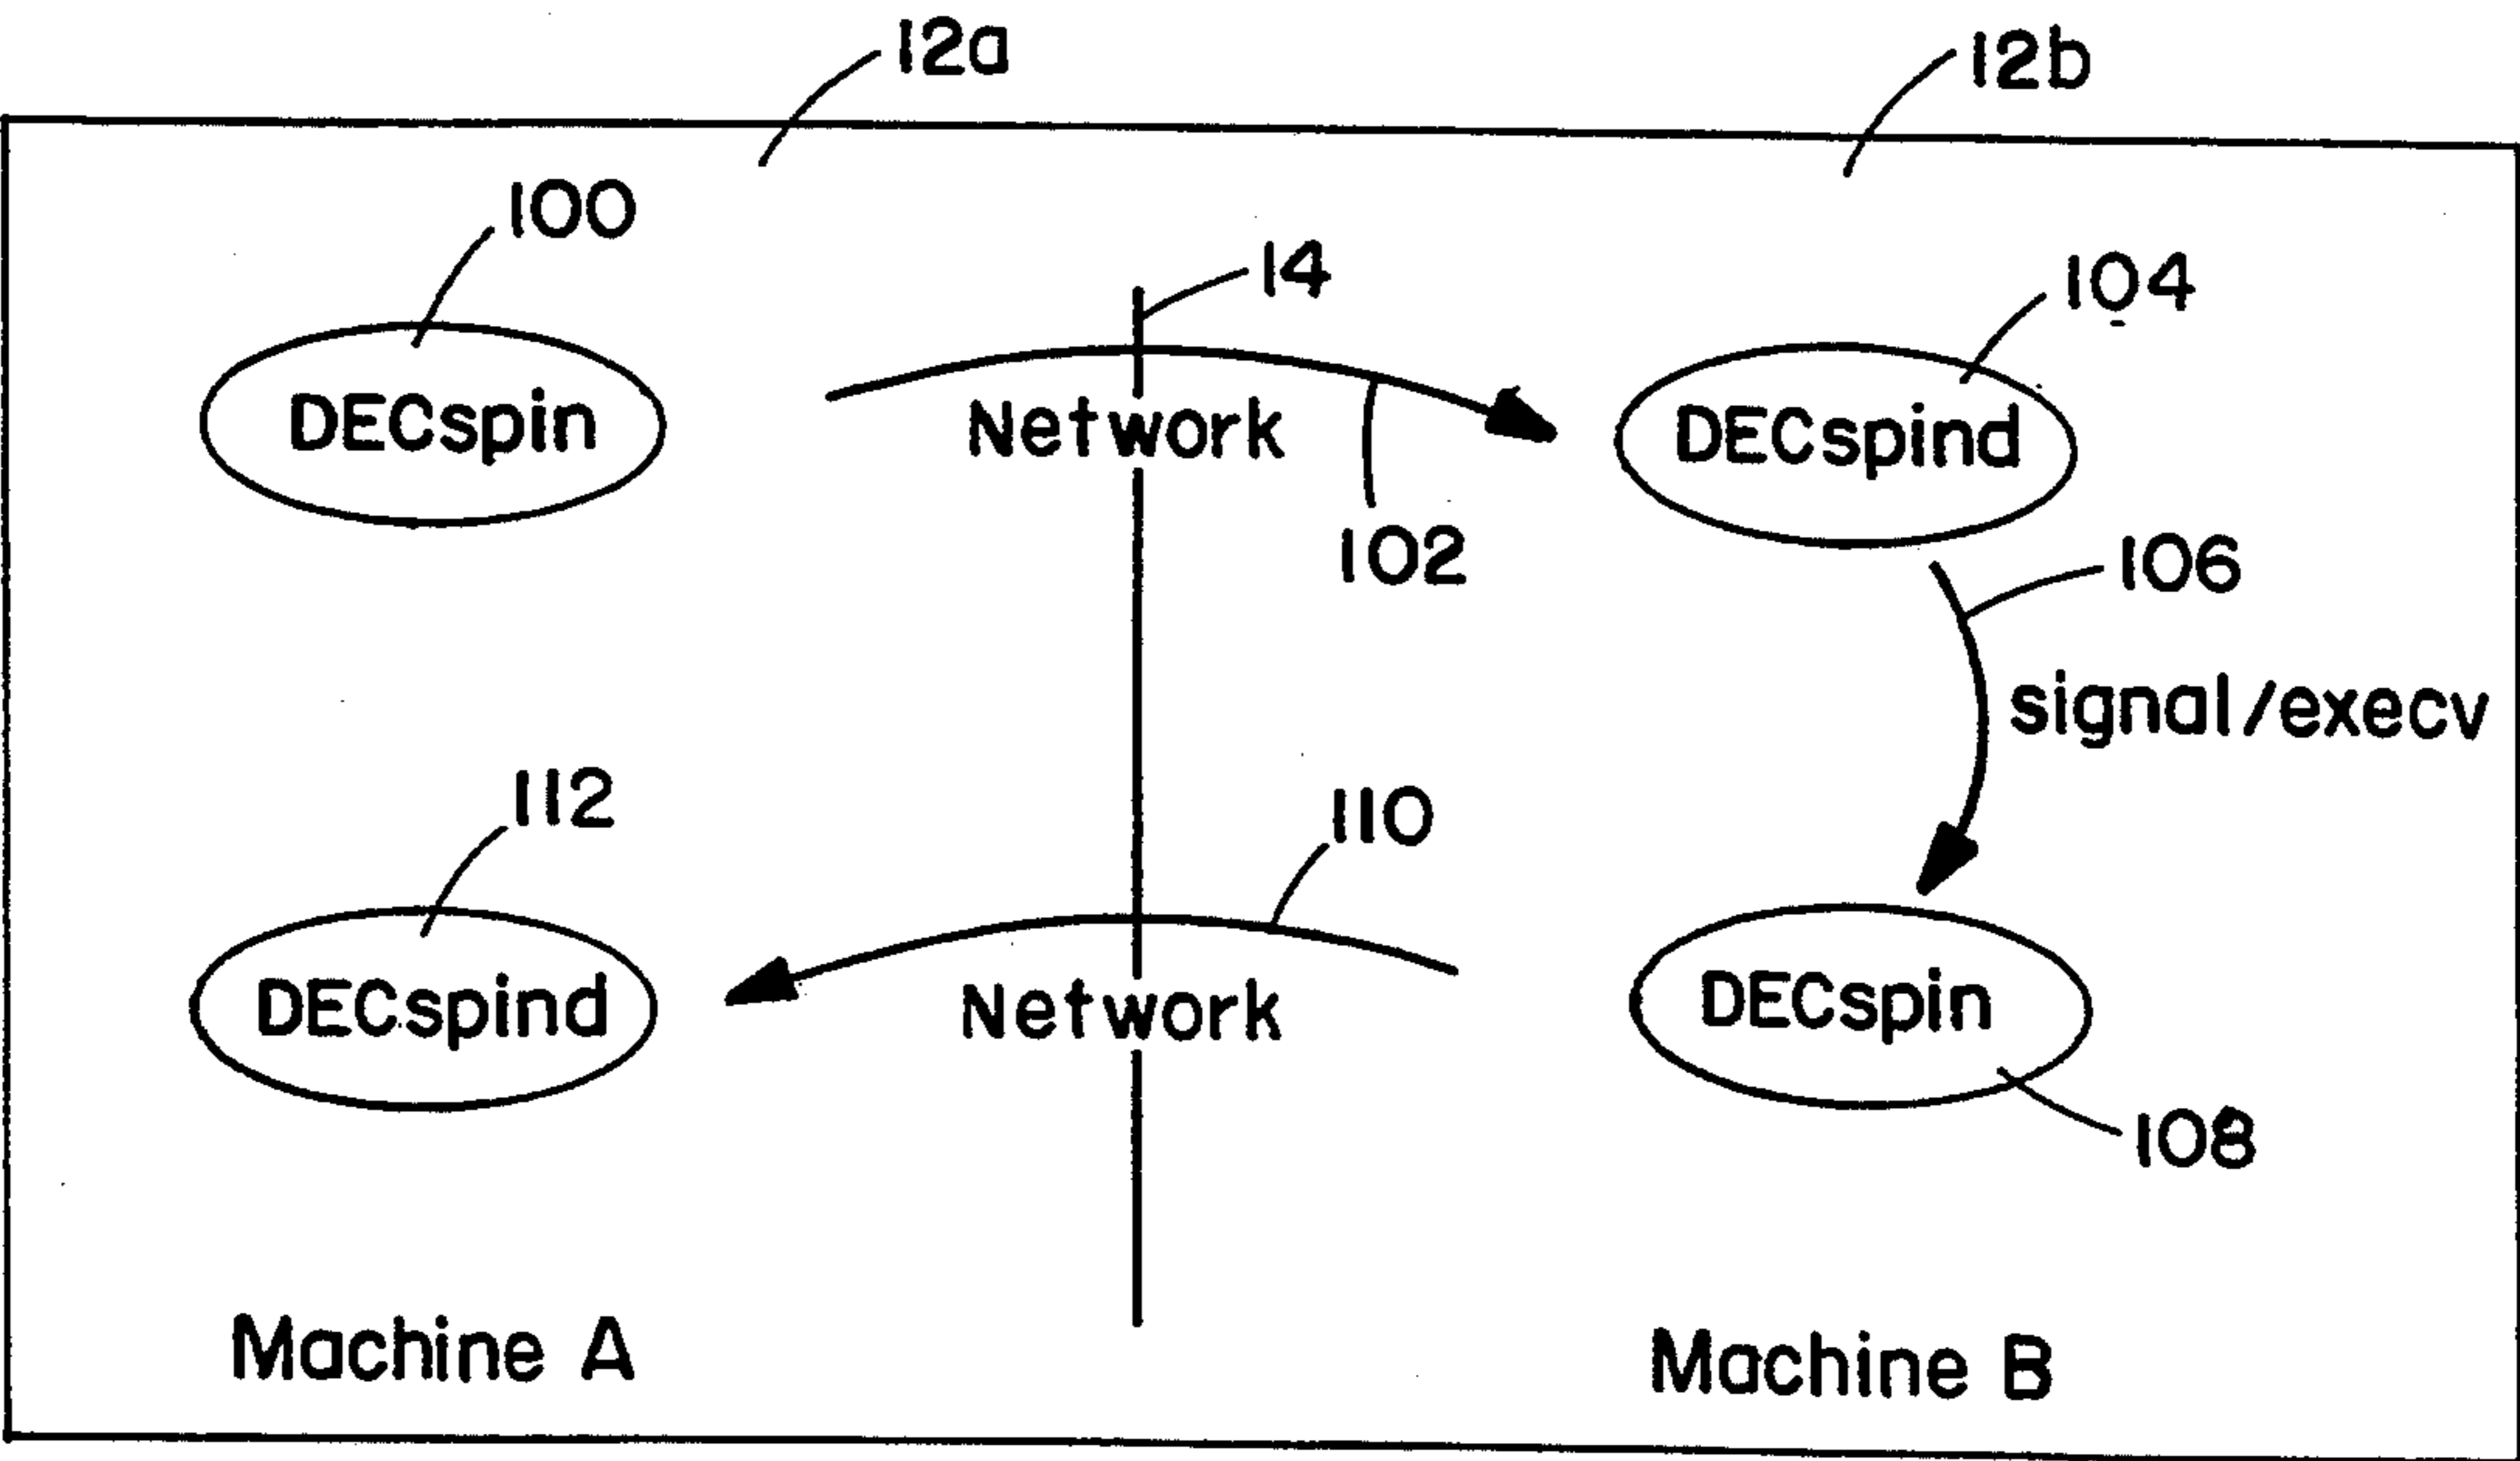 12a
12b
100
14
104
DECspin
Network
DECspind
102
106
signal/execv
112
110
DECspind
Network
DECspin
108
Machine A
Machine B